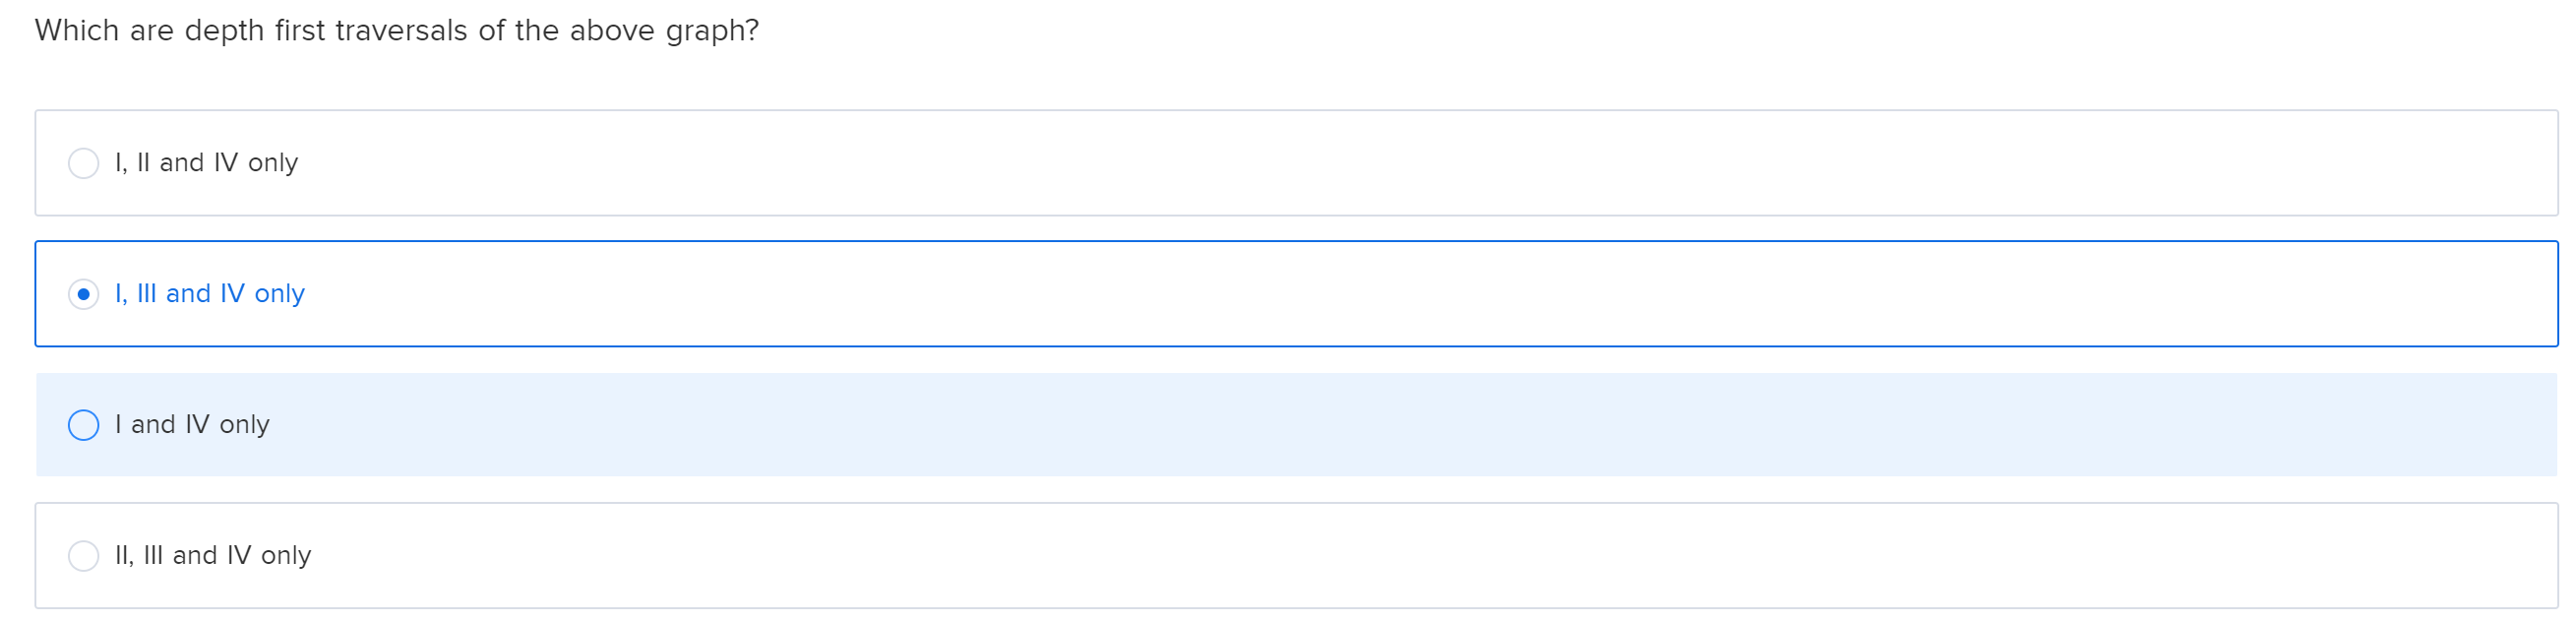 Which are depth first traversals of the above graph?
I, II and IV only
I, III and IV only
I and IV only
II, III and IV only